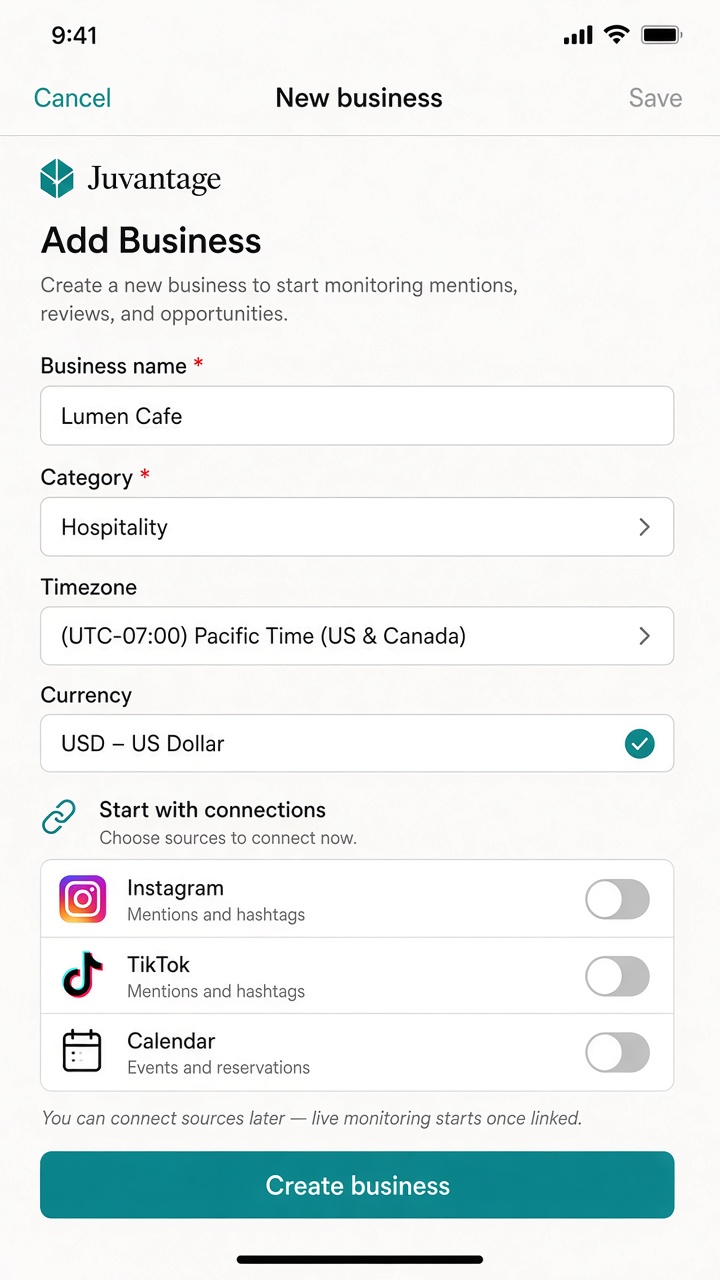 9:41
Cancel
New business
Save
Juvantage
Add Business
Create a new business to start monitoring mentions,
reviews, and opportunities.
Business name *
Lumen Cafe
Category *
Hospitality
Timezone
(UTC-07:00) Pacific Time (US & Canada)
Currency
USD – US Dollar
Start with connections
Choose sources to connect now.
Instagram
Mentions and hashtags
TikTok
Mentions and hashtags
Calendar
Events and reservations
You can connect sources later — live monitoring starts once linked.
Create business